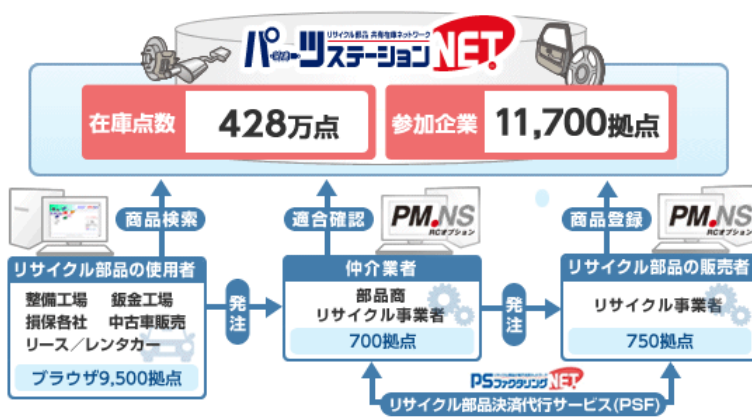 リサイクル部品 共有在庫ネットワーク
パーツステーションNET.
在庫点数 428万点 参加企業 11,700拠点
商品検索 適合確認 商品登録
PM.NS
RCオプション
PM.NS
RCオプション
リサイクル部品の使用者
整備工場 鈑金工場
損保各社 中古車販売
リース／レンタカー
ブラウザ9,500拠点
発注
仲介業者
部品商
リサイクル事業者
700拠点
発注
リサイクル部品の販売者
リサイクル事業者
750拠点
PSファクタリングNET.
リサイクル部品決済代行サービス(PSF)